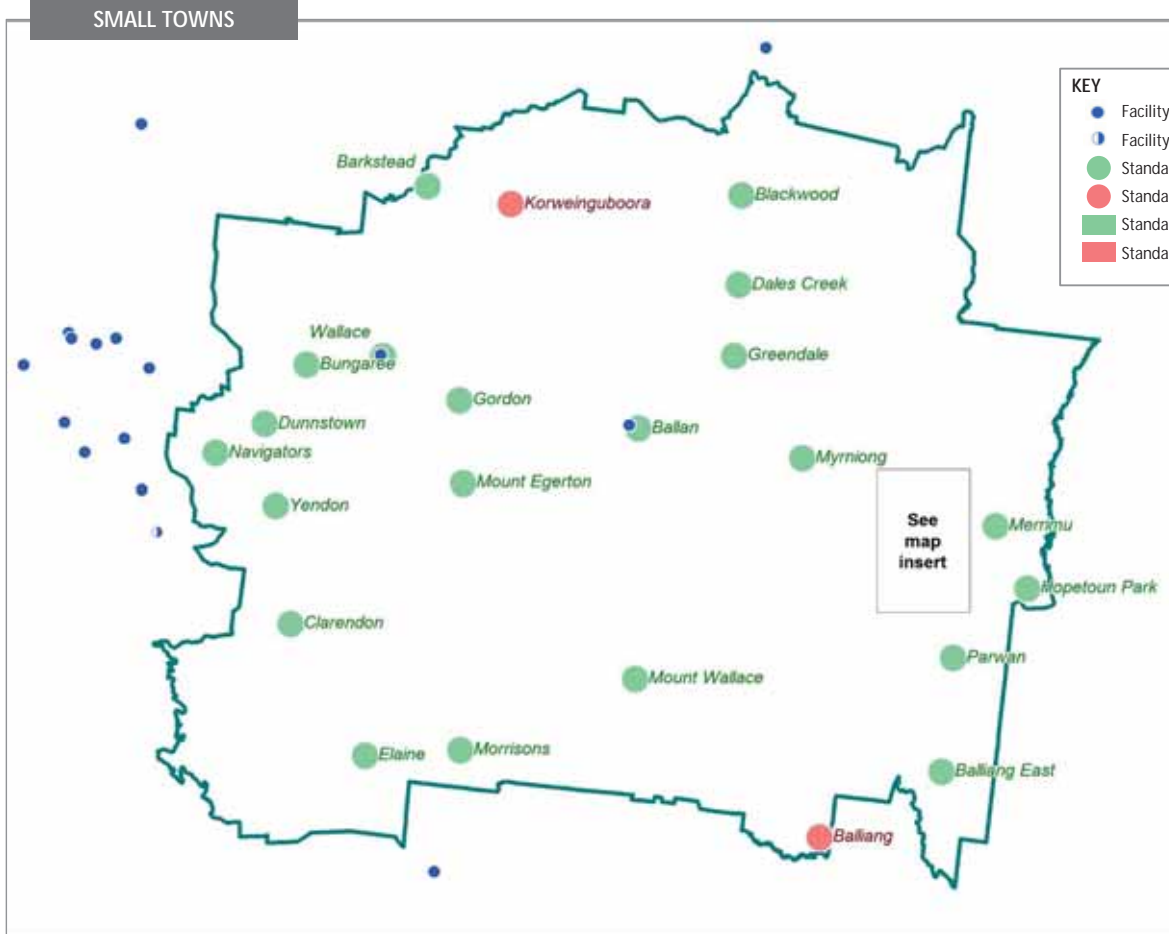 SMALL TOWNS
KEY
Facility
Facility
Standa
Standa
Standa
Standa
Barkstead
Korweinguboora
Blackwood
Dales Creek
Wallace
Bungaree
Greendale
Gordon
Dunnstown
Ballan
Navigators
Myrniong
Mount Egerton
Yendon
See
map
insert
Merrimu
Hopetoun Park
Clarendon
Parwan
Mount Wallace
Elaine
Morrisons
Balliang East
Balliang